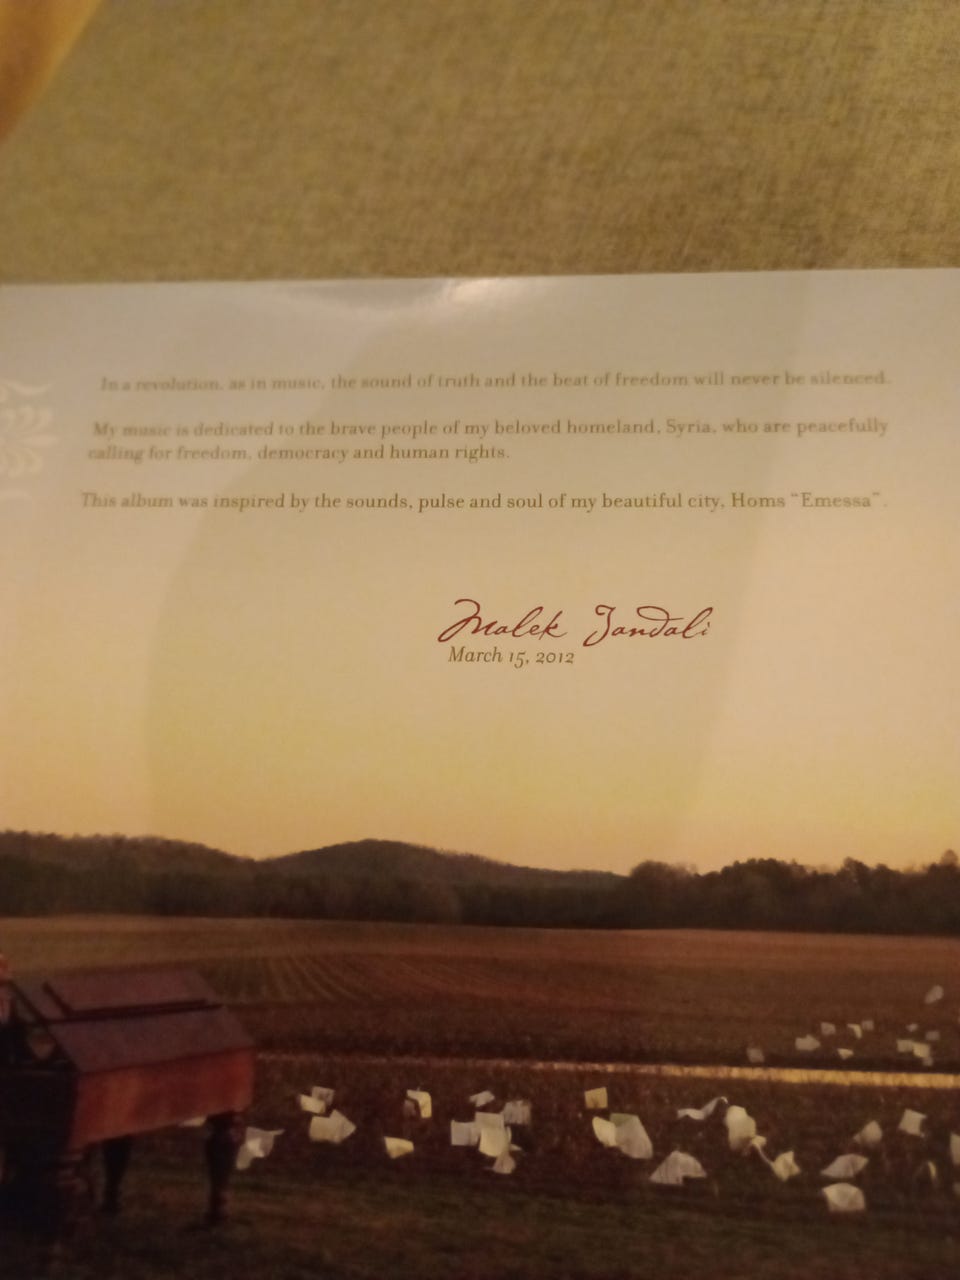 In a revolution, as in music, the sound of truth and the beat of freedom will never be silenced.
My music is dedicated to the brave people of my beloved homeland, Syria, who are peacefully
calling for freedom, democracy and human rights.
This album was inspired by the sounds, pulse and soul of my beautiful city, Homs “Emessa”.
Malek Jandali
March 15, 2012